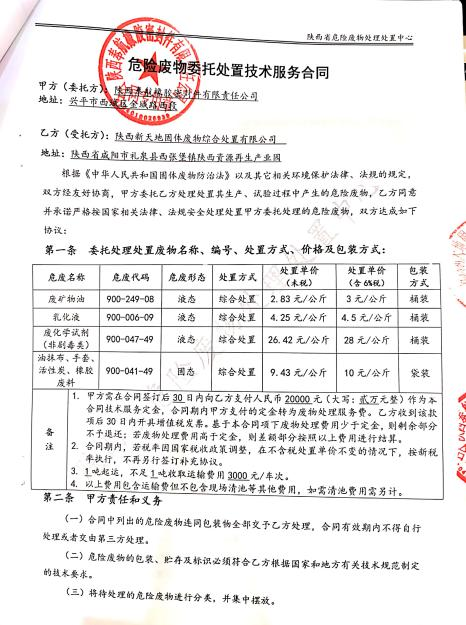 陕西省危险废物处理处置中心
危险废物委托处置技术服务合同
甲方(委托方):陕西奉航橡胶密封件有限责任公司
地址:兴平市西城区金城路西段
乙方(受托方):陕西新天地固体废物综合处置有限公司
地址:陕西省咸阳市礼泉县西张堡镇陕西资源再生产业园
根据《中华人民共和国固体废物防治法》以及其它相关环境保护法律、法规的规定,
双方经友好协商,甲方委托乙方处理处置其生产、试验过程中产生的危险废物,乙方同意
并承诺严格按国家相关法律、法规安全处理处置甲方委托处理的危险废物,双方达成如下
协议:
第一条 委托处理处置废物名称、编号、处置方式、价格及包装方式:
危废名称 危废代码 危废形态 处置方式 处置单价(未税) 处置单价(含6%税) 包装方式
废矿物油 900-249-08 液态 综合处置 2.83 元/公斤 3 元/公斤 桶装
乳化液 900-006-09 液态 综合处置 4.25 元/公斤 4.5 元/公斤 桶装
废化学试剂(非剧毒类) 900-047-49 液态 综合处置 26.42 元/公斤 28 元/公斤 桶装
油抹布、手套、活性炭、橡胶废料 900-041-49 固态 综合处置 9.43 元/公斤 10 元/公斤 袋装
备注
1. 甲方需在合同签订后 30 日内向乙方支付人民币 20000 元(大写:贰万元整)作为本
合同技术服务定金,合同期内甲方支付的定金转为废物处理服务费。乙方收到该款
项后 30 日内开具增值税发票。基于本合同项下废物处理费用少于定金,则剩余部分
不予退还;若废物处理费用高于定金,则差额部分按照以上费用进行结算。
2. 合同期内,若税率因国家税收政策调整,在不含税处置单价不变的情况下,按新税
率执行,不再另行签订补充协议。
3. 1 吨起运,不足 1 吨收取运输费用 3000 元/车次。
4. 以上费用包含运输费但不包含现场清池等其他费用,如需清池费用需另计。
第二条 甲方责任和义务
(一)合同中列出的危险废物连同包装物全部交予乙方处理,合同有效期内不得自行
处理或者交由第三方处理。
(二)危险废物的包装、贮存及标识必须符合乙方根据国家和地方有关技术规范制定
的技术要求。
(三)将待处理的危险废物进行分类,并集中摆放。